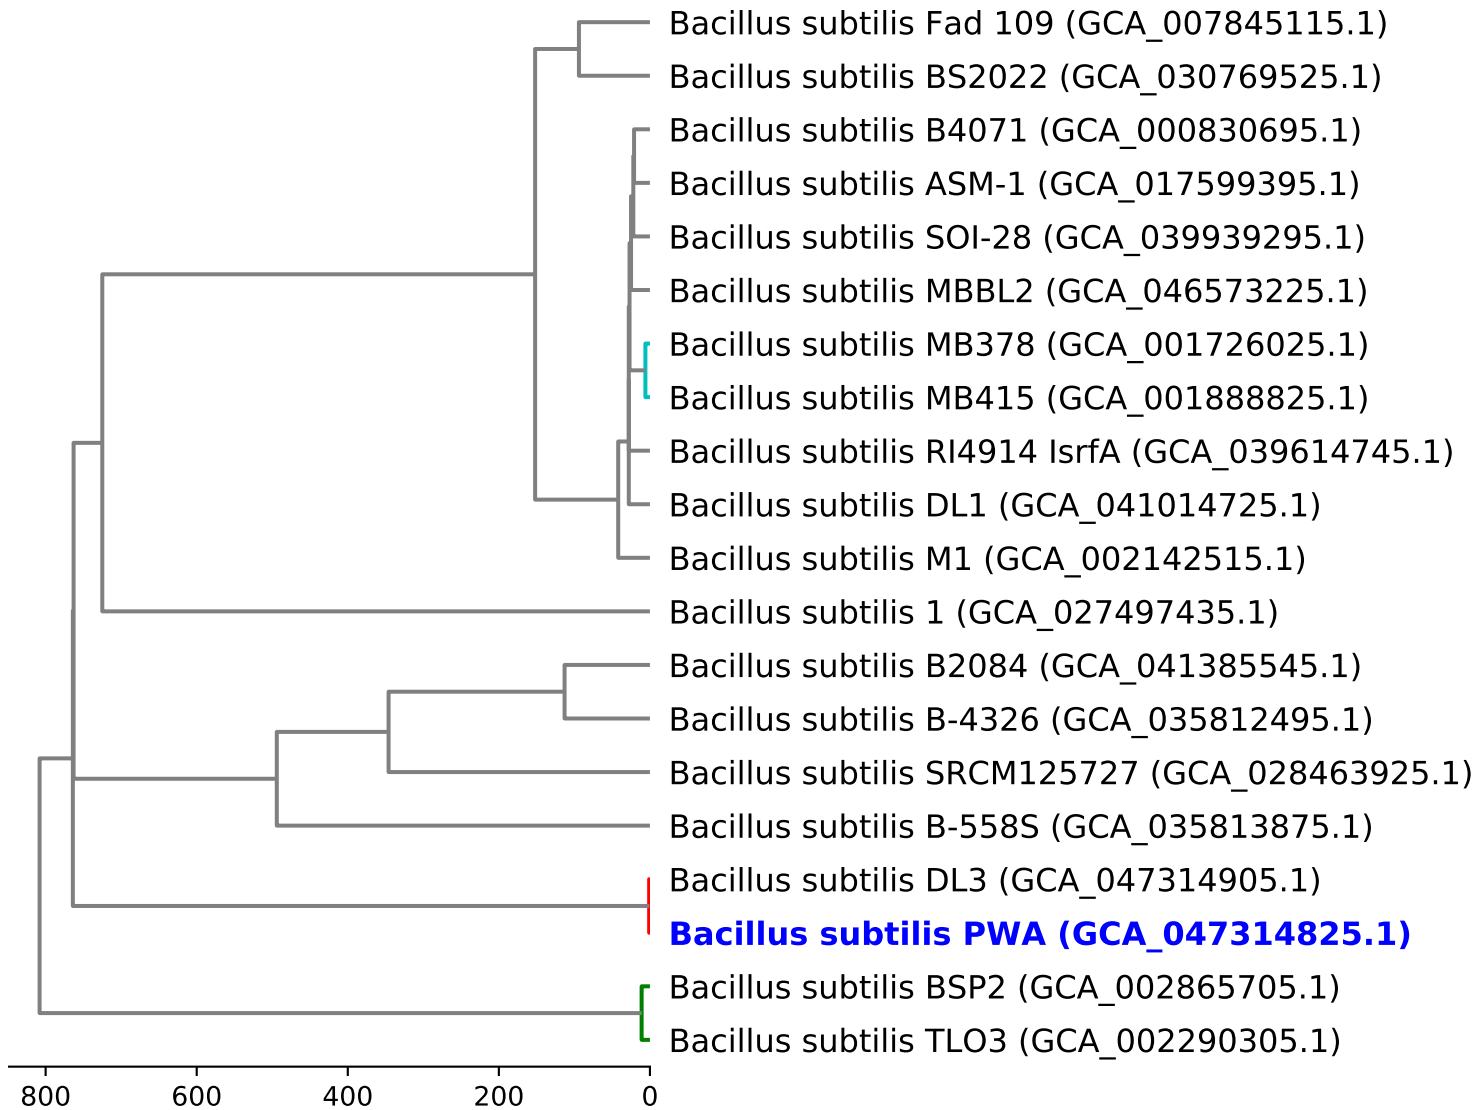 Bacillus subtilis Fad 109 (GCA_007845115.1)
Bacillus subtilis BS2022 (GCA_030769525.1)
Bacillus subtilis B4071 (GCA_000830695.1)
Bacillus subtilis ASM-1 (GCA_017599395.1)
Bacillus subtilis SOI-28 (GCA_039939295.1)
Bacillus subtilis MBBL2 (GCA_046573225.1)
Bacillus subtilis MB378 (GCA_001726025.1)
Bacillus subtilis MB415 (GCA_001888825.1)
Bacillus subtilis RI4914 IsrfA (GCA_039614745.1)
Bacillus subtilis DL1 (GCA_041014725.1)
Bacillus subtilis M1 (GCA_002142515.1)
Bacillus subtilis 1 (GCA_027497435.1)
Bacillus subtilis B2084 (GCA_041385545.1)
Bacillus subtilis B-4326 (GCA_035812495.1)
Bacillus subtilis SRCM125727 (GCA_028463925.1)
Bacillus subtilis B-558S (GCA_035813875.1)
Bacillus subtilis DL3 (GCA_047314905.1)
Bacillus subtilis PWA (GCA_047314825.1)
Bacillus subtilis BSP2 (GCA_002865705.1)
Bacillus subtilis TLO3 (GCA_002290305.1)
800 600 400 200 0